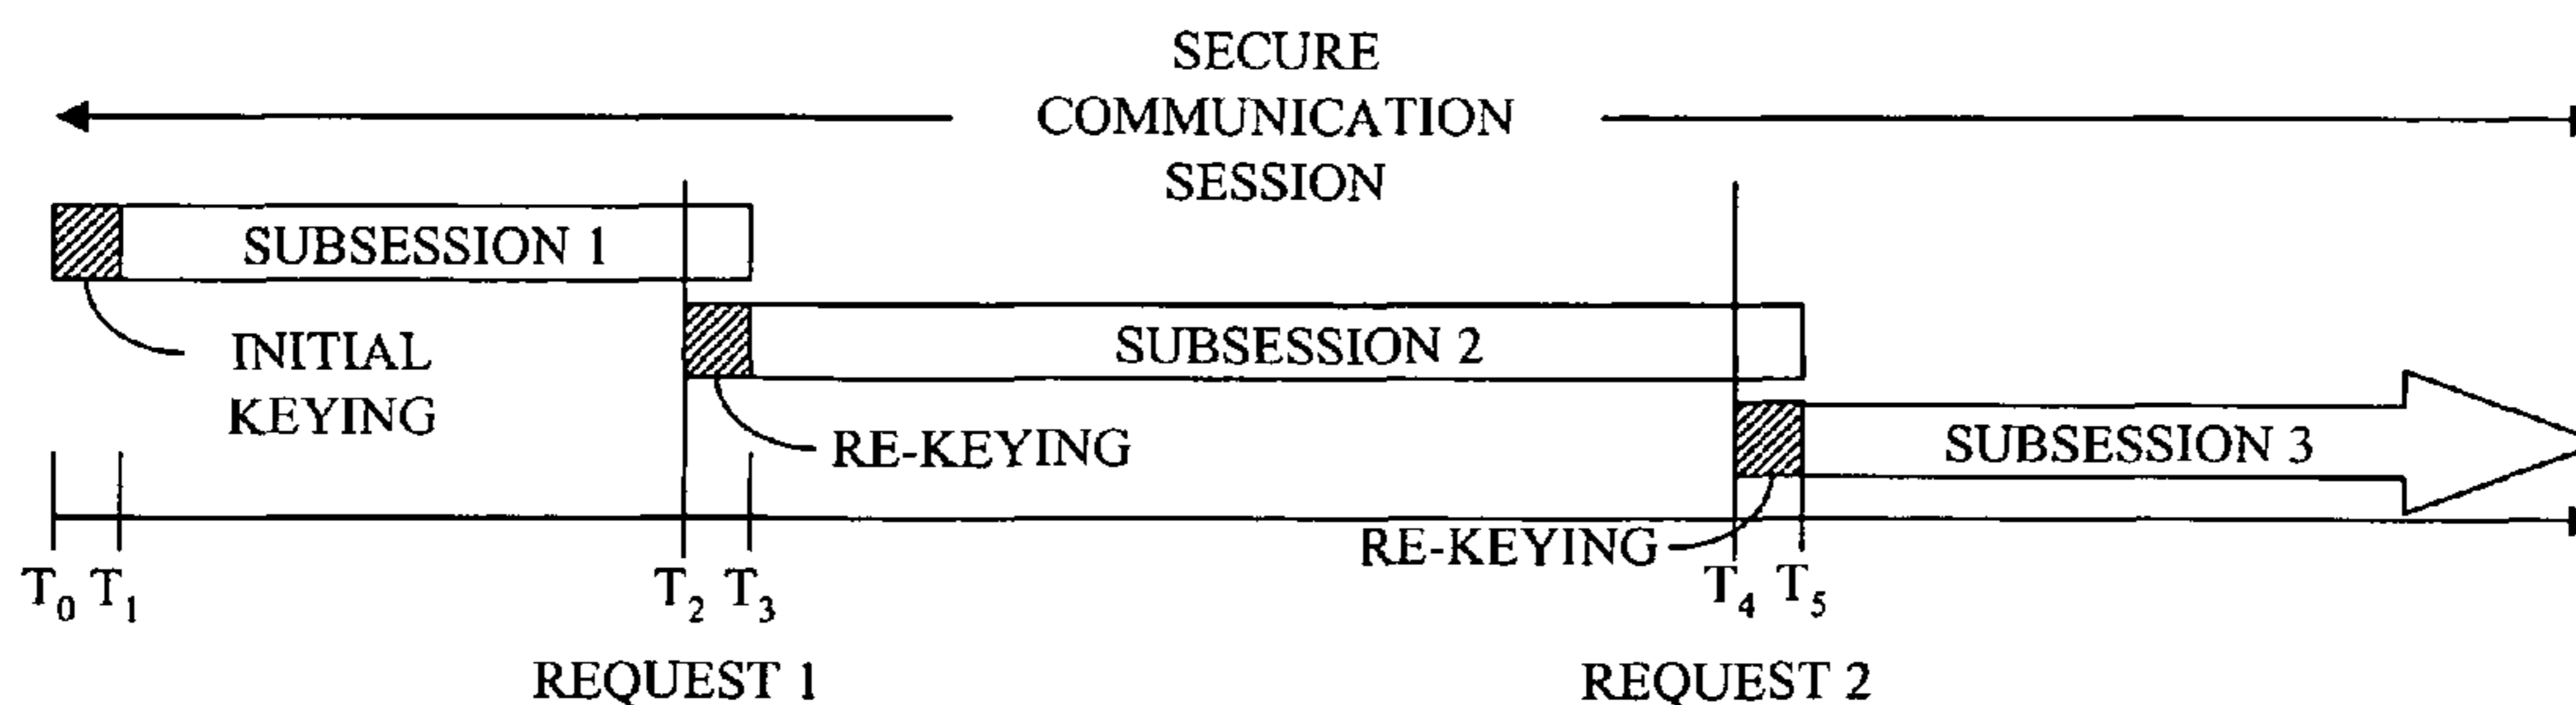 SECURE
COMMUNICATION
SESSION
SUBSESSION 1
INITIAL
KEYING
SUBSESSION 2
RE-KEYING
SUBSESSION 3
RE-KEYING
T0 T1
T2 T3
T4 T5
REQUEST 1
REQUEST 2